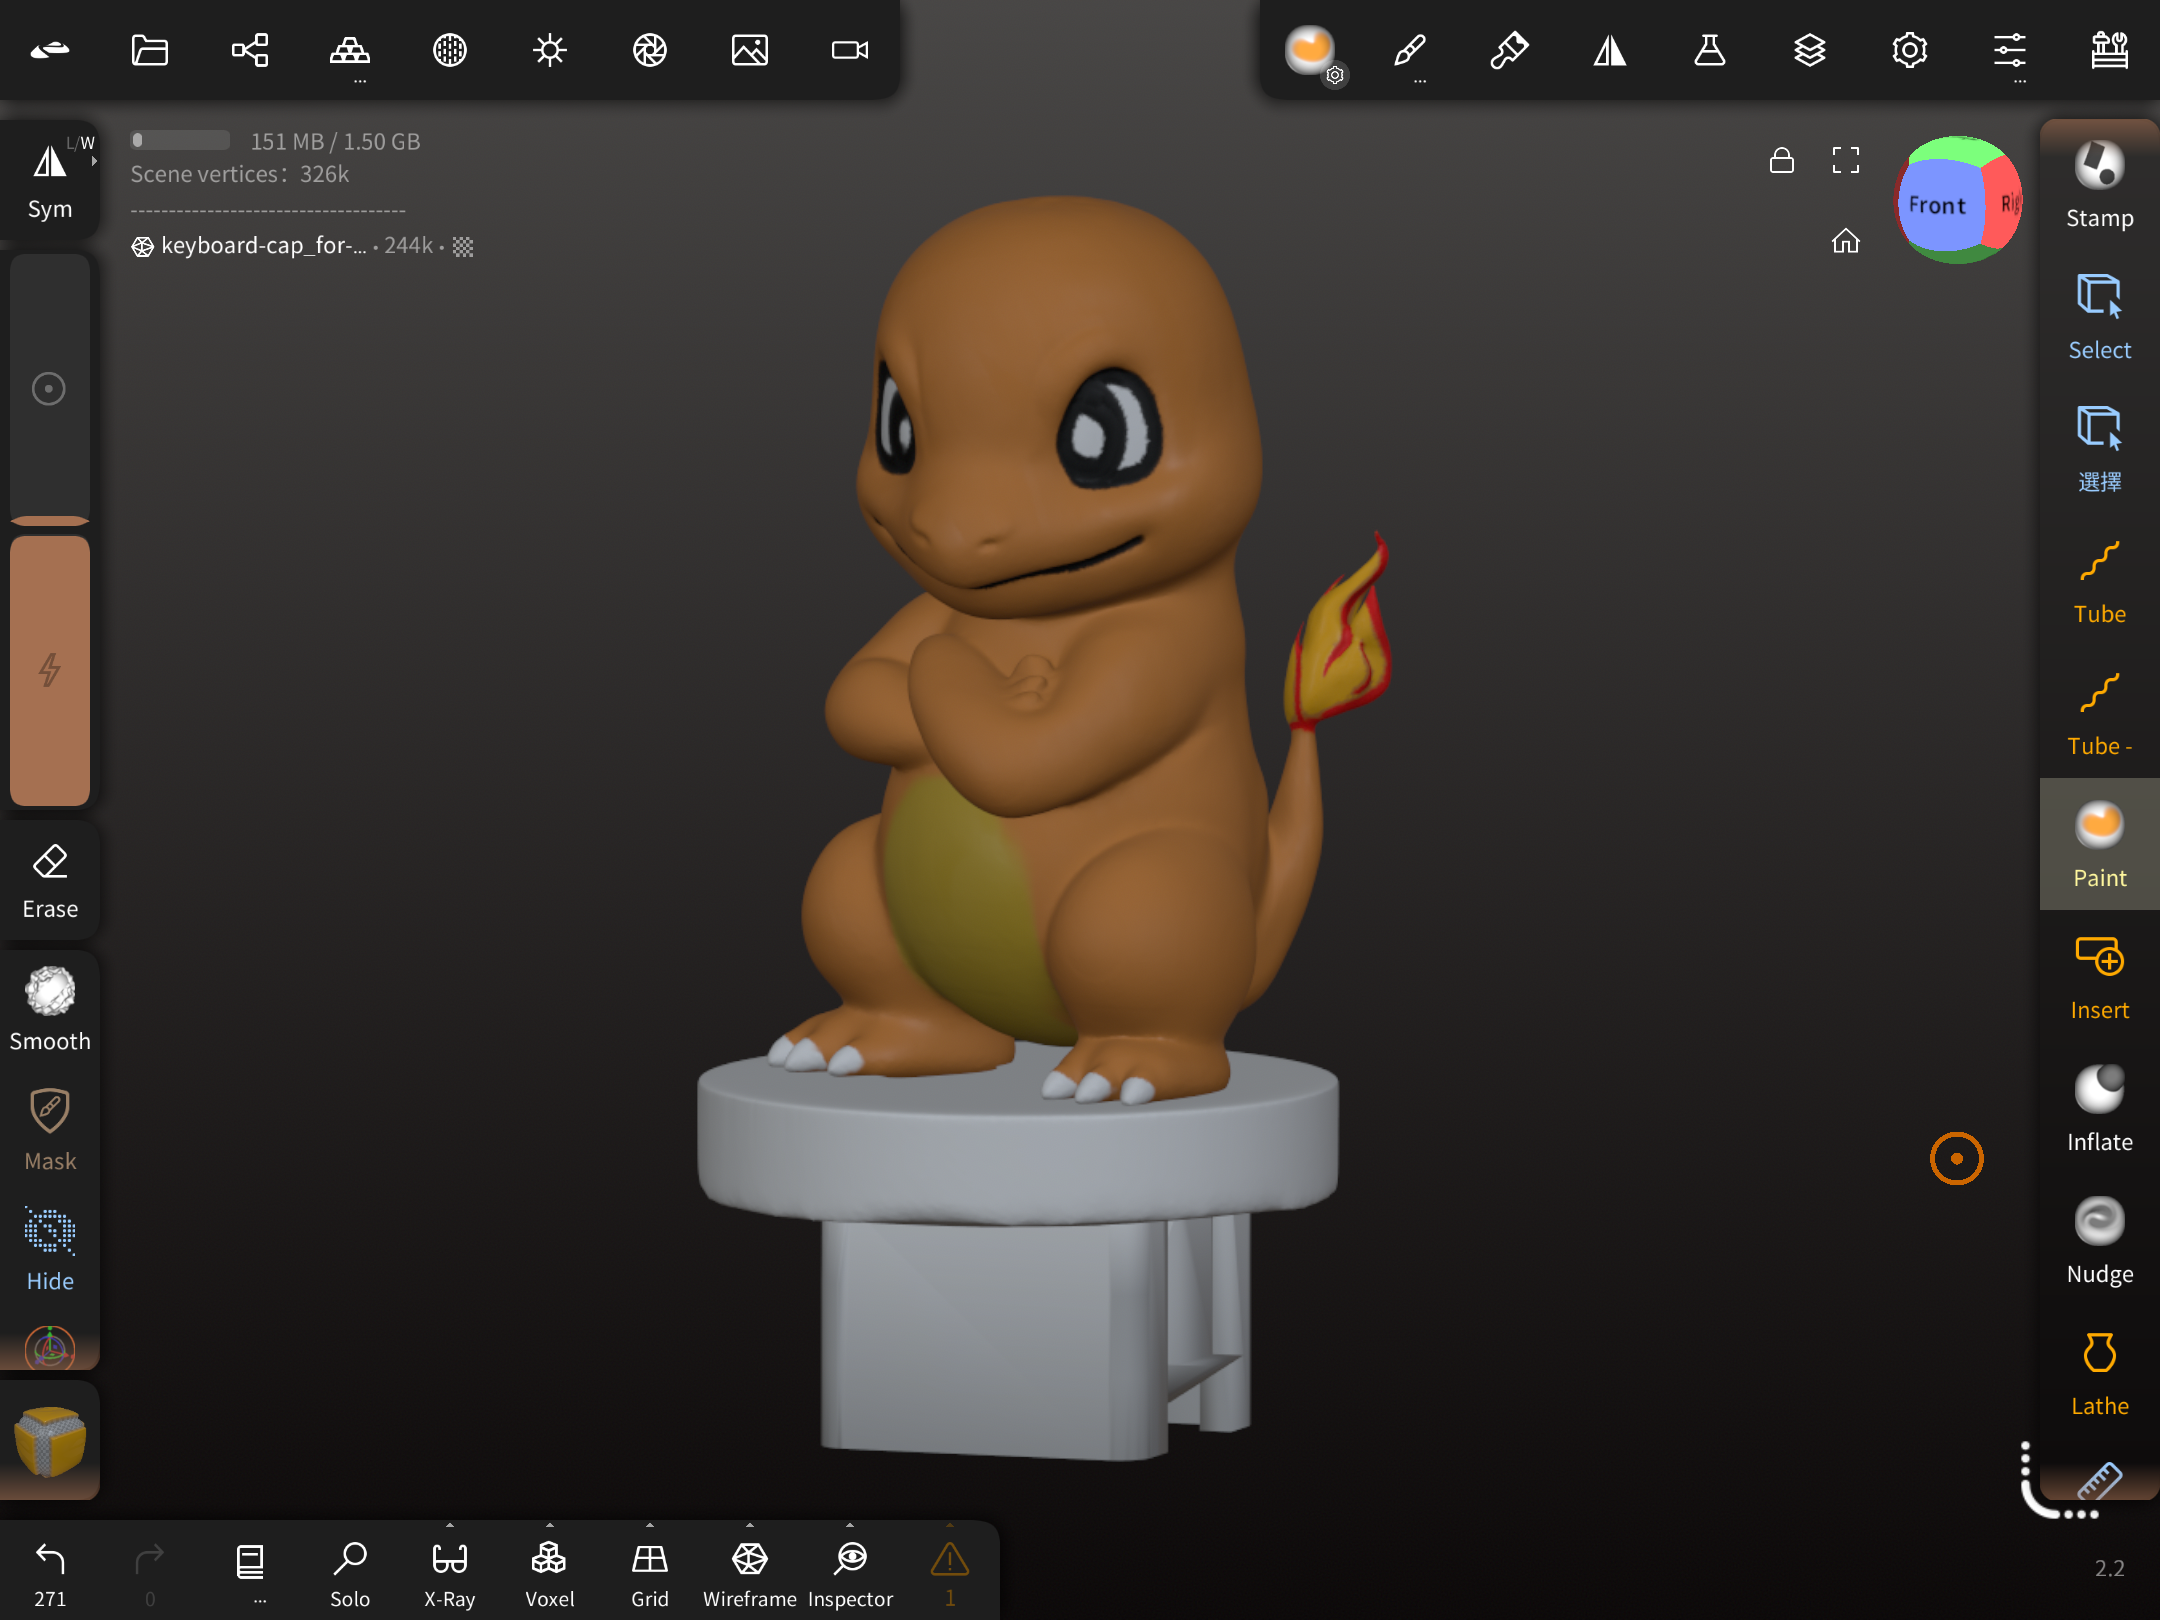 L/W
Sym
151 MB / 1.50 GB
Scene vertices: 326k
------------------------------------
keyboard-cap_for-... • 244k •
Front
Rig
Stamp
Select
選擇
Tube
Tube -
Paint
Insert
Inflate
Nudge
Lathe
Erase
Smooth
Mask
Hide
271
0
...
Solo
X-Ray
Voxel
Grid
Wireframe
Inspector
1
2.2